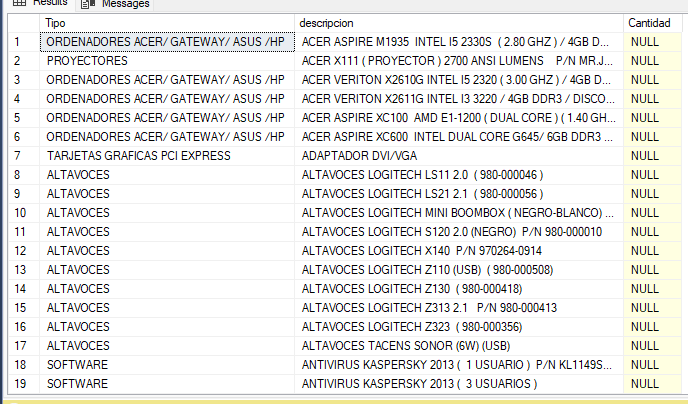 Results Messages
Tipo descripcion Cantidad
1 ORDENADORES ACER/ GATEWAY/ ASUS /HP ACER ASPIRE M1935 INTEL I5 2330S ( 2.80 GHZ ) / 4GB D... NULL
2 PROYECTORES ACER X111 ( PROYECTOR ) 2700 ANSI LUMENS P/N MR.J... NULL
3 ORDENADORES ACER/ GATEWAY/ ASUS /HP ACER VERITON X2610G INTEL I5 2320 ( 3.00 GHZ ) / 4GB D... NULL
4 ORDENADORES ACER/ GATEWAY/ ASUS /HP ACER VERITON X2611G INTEL I3 3220 / 4GB DDR3 / DISCO... NULL
5 ORDENADORES ACER/ GATEWAY/ ASUS /HP ACER ASPIRE XC100 AMD E1-1200 ( DUAL CORE ) ( 1.40 GH... NULL
6 ORDENADORES ACER/ GATEWAY/ ASUS /HP ACER ASPIRE XC600 INTEL DUAL CORE G645/ 6GB DDR3 ... NULL
7 TARJETAS GRAFICAS PCI EXPRESS ADAPTADOR DVI/VGA NULL
8 ALTAVOCES ALTAVOCES LOGITECH LS11 2.0 ( 980-000046 ) NULL
9 ALTAVOCES ALTAVOCES LOGITECH LS21 2.1 ( 980-000056 ) NULL
10 ALTAVOCES ALTAVOCES LOGITECH MINI BOOMBOX ( NEGRO-BLANCO) ... NULL
11 ALTAVOCES ALTAVOCES LOGITECH S120 2.0 (NEGRO) P/N 980-000010 NULL
12 ALTAVOCES ALTAVOCES LOGITECH X140 P/N 970264-0914 NULL
13 ALTAVOCES ALTAVOCES LOGITECH Z110 (USB) ( 980-000508) NULL
14 ALTAVOCES ALTAVOCES LOGITECH Z130 ( 980-000418) NULL
15 ALTAVOCES ALTAVOCES LOGITECH Z313 2.1 P/N 980-000413 NULL
16 ALTAVOCES ALTAVOCES LOGITECH Z323 ( 980-000356) NULL
17 ALTAVOCES ALTAVOCES TACENS SONOR (6W) (USB) NULL
18 SOFTWARE ANTIVIRUS KASPERSKY 2013 ( 1 USUARIO ) P/N KL1149S... NULL
19 SOFTWARE ANTIVIRUS KASPERSKY 2013 ( 3 USUARIOS ) NULL